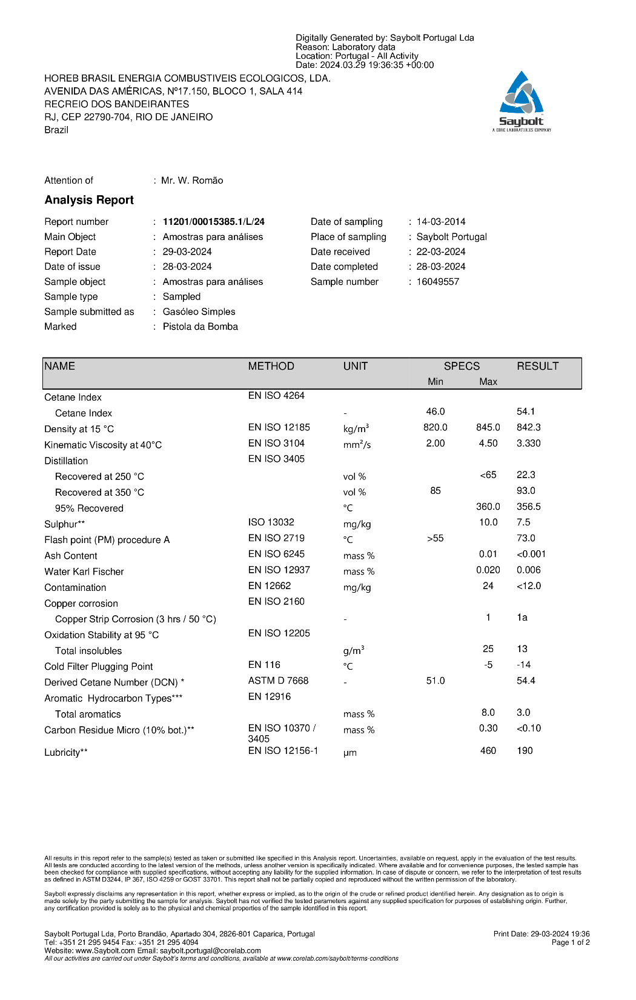 Digitally Generated by: Saybolt Portugal Lda
Reason: Laboratory data
Location: Portugal - All Activity
Date: 2024.03.29 19:36:35 +00:00
HOREB BRASIL ENERGIA COMBUSTIVEIS ECOLOGICOS, LDA.
AVENIDA DAS AMÉRICAS, Nº17.150, BLOCO 1, SALA 414
RECREIO DOS BANDEIRANTES
RJ, CEP 22790-704, RIO DE JANEIRO
Brazil
Saybolt
A CORE LABORATORIES COMPANY
Attention of : Mr. W. Romão
Analysis Report
Report number : 11201/00015385.1/L/24 Date of sampling : 14-03-2014
Main Object : Amostras para análises Place of sampling : Saybolt Portugal
Report Date : 29-03-2024 Date received : 22-03-2024
Date of issue : 28-03-2024 Date completed : 28-03-2024
Sample object : Amostras para análises Sample number : 16049557
Sample type : Sampled
Sample submitted as : Gasóleo Simples
Marked : Pistola da Bomba
NAME METHOD UNIT SPECS RESULT
Min Max
Cetane Index EN ISO 4264
Cetane Index - 46.0 54.1
Density at 15 °C EN ISO 12185 kg/m³ 820.0 845.0 842.3
Kinematic Viscosity at 40°C EN ISO 3104 mm²/s 2.00 4.50 3.330
Distillation EN ISO 3405
Recovered at 250 °C vol % <65 22.3
Recovered at 350 °C vol % 85 93.0
95% Recovered °C 360.0 356.5
Sulphur** ISO 13032 mg/kg 10.0 7.5
Flash point (PM) procedure A EN ISO 2719 °C >55 73.0
Ash Content EN ISO 6245 mass % 0.01 <0.001
Water Karl Fischer EN ISO 12937 mass % 0.020 0.006
Contamination EN 12662 mg/kg 24 <12.0
Copper corrosion EN ISO 2160
Copper Strip Corrosion (3 hrs / 50 °C) - 1 1a
Oxidation Stability at 95 °C EN ISO 12205
Total insolubles g/m³ 25 13
Cold Filter Plugging Point EN 116 °C -5 -14
Derived Cetane Number (DCN) * ASTM D 7668 - 51.0 54.4
Aromatic Hydrocarbon Types*** EN 12916
Total aromatics mass % 8.0 3.0
Carbon Residue Micro (10% bot.)** EN ISO 10370 / mass % 0.30 <0.10
3405
Lubricity** EN ISO 12156-1 µm 460 190
All results in this report refer to the sample(s) tested as taken or submitted like specified in this Analysis report. Uncertainties, available on request, apply in the evaluation of the test results.
All tests are conducted according to the latest version of the methods, unless another version is specifically indicated. Where available and for convenience purposes, the tested sample has
been checked for compliance with supplied specifications, without accepting any liability for the supplied information. In case of dispute or concern, we refer to the interpretation of test results
as defined in ASTM D3244, IP 367, ISO 4259 or GOST 33701. This report shall not be partially copied and reproduced without the written permission of the laboratory.
Saybolt expressly disclaims any representation in this report, whether express or implied, as to the origin of the crude or refined product identified herein. Any designation as to origin is
made solely by the party submitting the sample for analysis. Saybolt has not verified the tested parameters against any supplied specification for purposes of establishing origin. Further,
any certification provided is solely as to the physical and chemical properties of the sample identified in this report.
Saybolt Portugal Lda, Porto Brandão, Apartado 304, 2826-801 Caparica, Portugal Print Date: 29-03-2024 19:36
Tel: +351 21 295 9454 Fax: +351 21 295 4094 Page 1 of 2
Website: www.Saybolt.com Email: saybolt.portugal@corelab.com
All our activities are carried out under Saybolt's terms and conditions, available at www.corelab.com/saybolt/terms-conditions